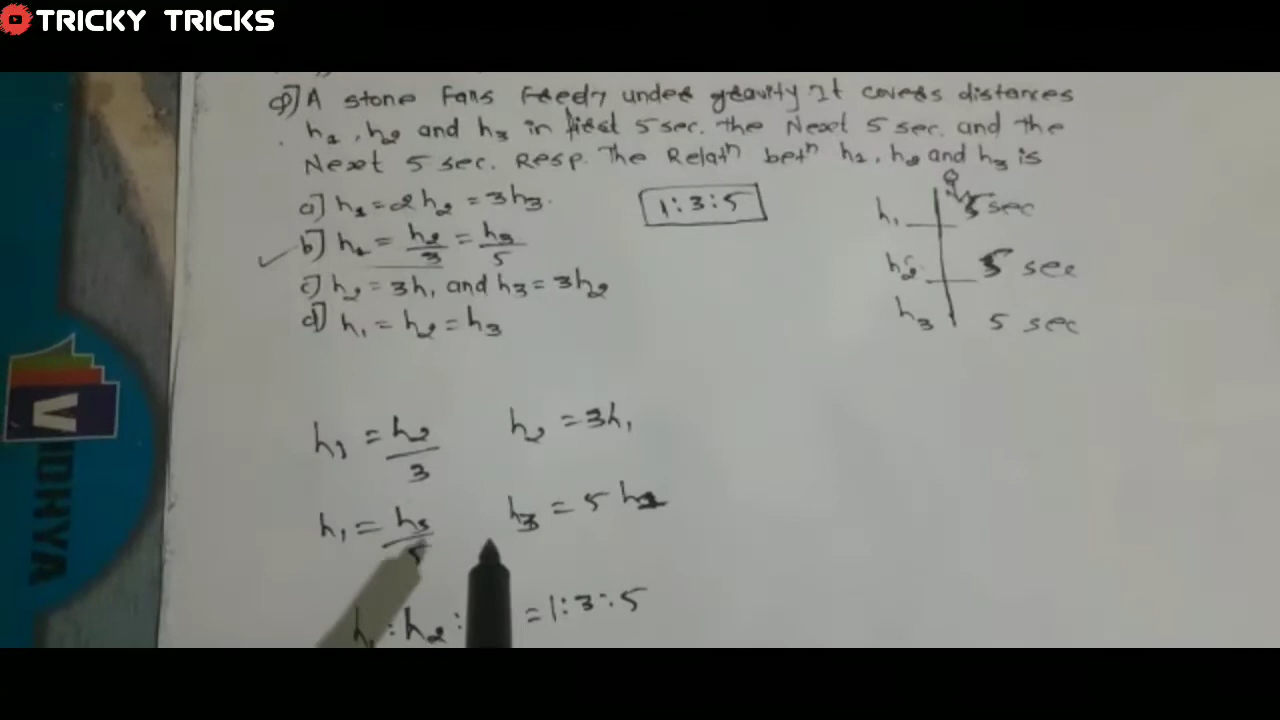 TRICKY TRICKS
Q] A stone falls freely under gravity It covers distances
h1, h2 and h3 in first 5 sec. the Next 5 sec. and the
Next 5 sec. Resp. The Relatn betn h1, h2 and h3 is
a] h1 = 2h2 = 3h3.
1:3:5
b] h1 = h2/3 = h3/5
c] h2 = 3h1 and h3 = 3h2
d] h1 = h2 = h3
h1 5 sec
h2 5 sec
h3 5 sec
h1 = h2/3 h2 = 3h1
h1 = h3/5 h3 = 5h1
h1 : h2 : = 1:3:5
V
IDHYA